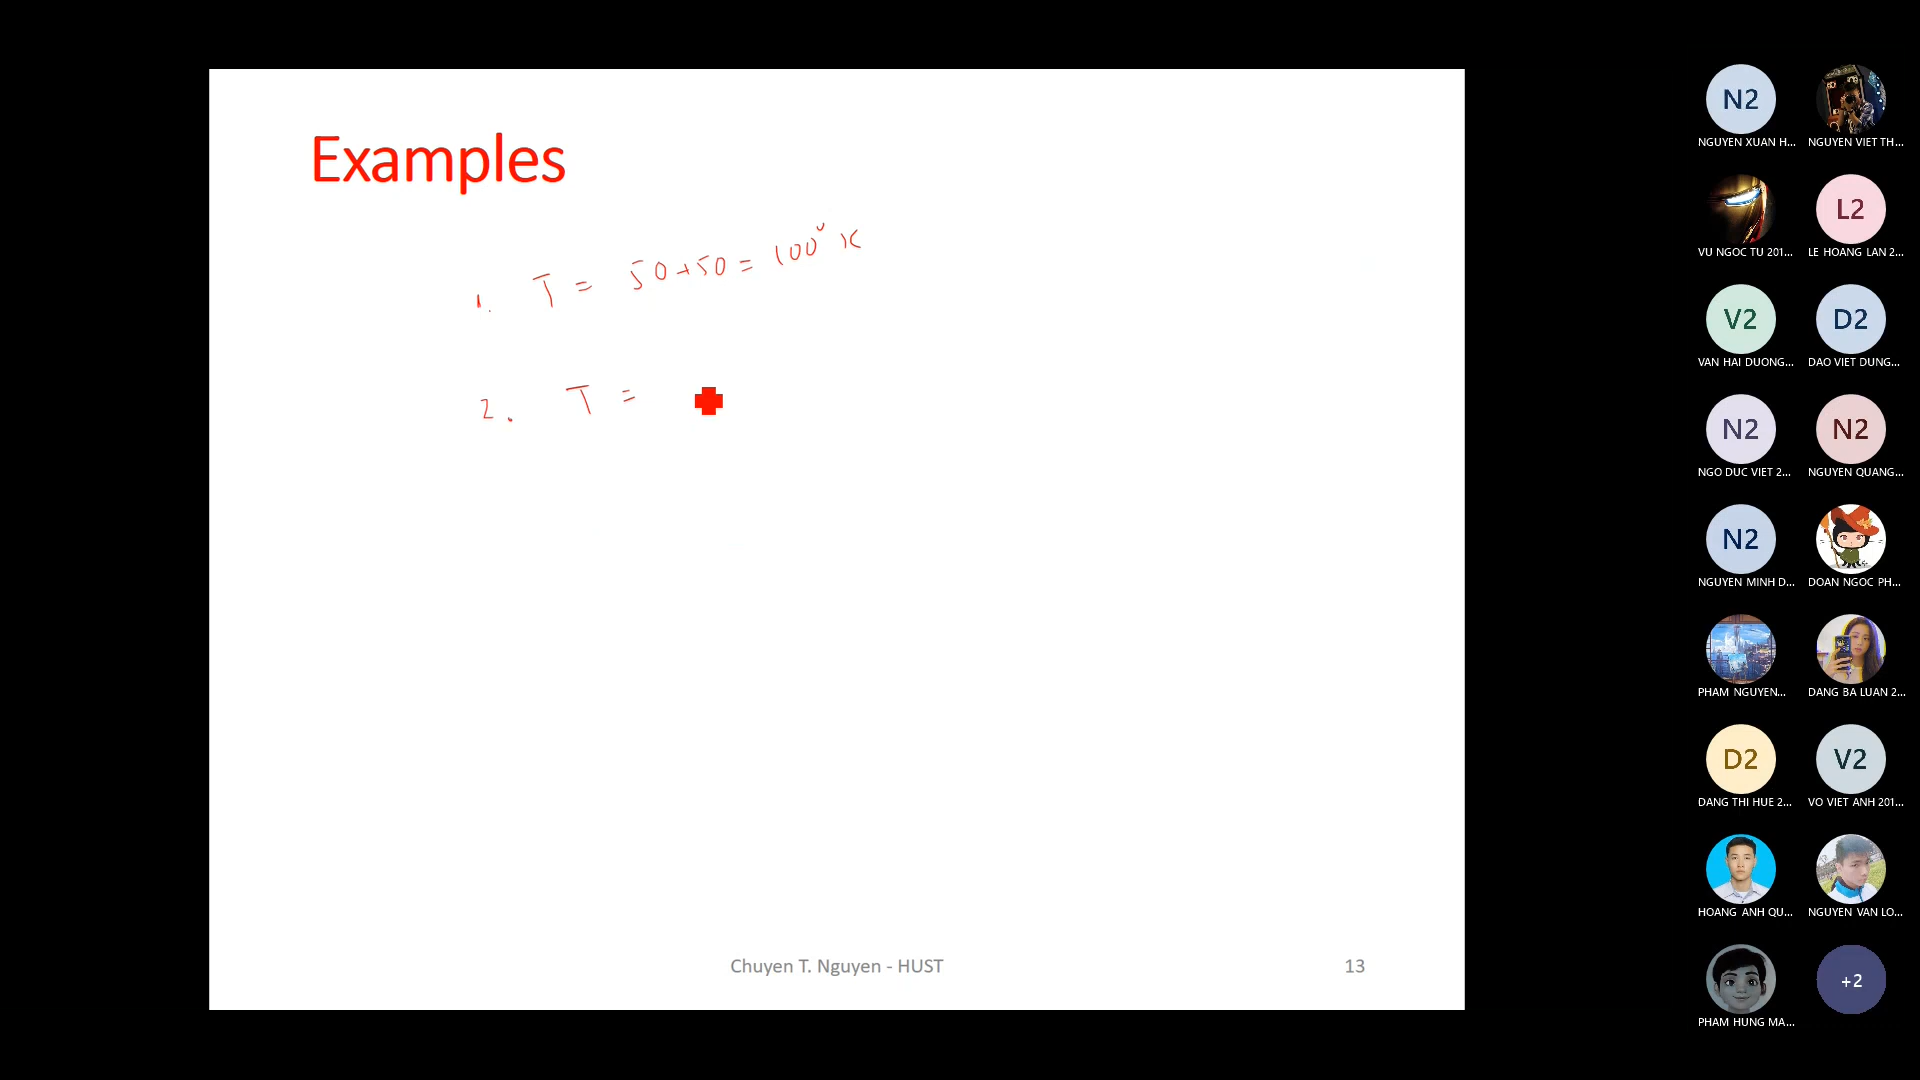 Examples
1. T = 50+50 = 100° K
2. T =
Chuyen T. Nguyen - HUST
13
N2
NGUYEN XUAN H...
NGUYEN VIET TH...
VU NGOC TU 201...
L2
LE HOANG LAN 2...
V2
VAN HAI DUONG...
D2
DAO VIET DUNG...
N2
NGO DUC VIET 2...
N2
NGUYEN QUANG...
N2
NGUYEN MINH D...
DOAN NGOC PH...
PHAM NGUYEN...
DANG BA LUAN 2...
D2
DANG THI HUE 2...
V2
VO VIET ANH 201...
HOANG ANH QU...
NGUYEN VAN LO...
PHAM HUNG MA...
+2